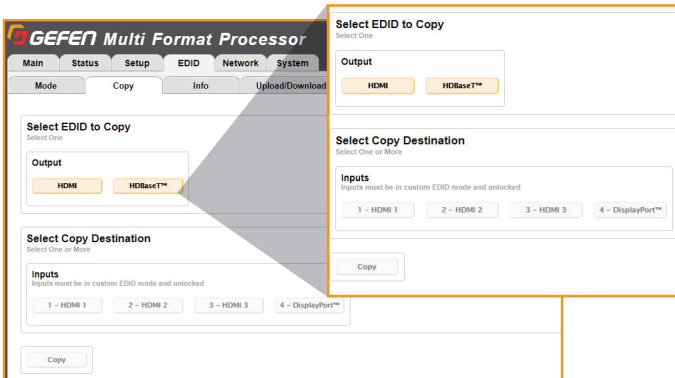 GEFEN Multi Format Processor
Main Status Setup EDID Network System
Mode Copy Info Upload/Download
Select EDID to Copy
Select One
Output
HDMI HDBaseT™
Select Copy Destination
Select One or More
Inputs
Inputs must be in custom EDID mode and unlocked
1 – HDMI 1 2 – HDMI 2 3 – HDMI 3 4 – DisplayPort™
Copy
Select EDID to Copy
Select One
Output
HDMI HDBaseT™
Select Copy Destination
Select One or More
Inputs
Inputs must be in custom EDID mode and unlocked
1 – HDMI 1 2 – HDMI 2 3 – HDMI 3 4 – DisplayPort™
Copy